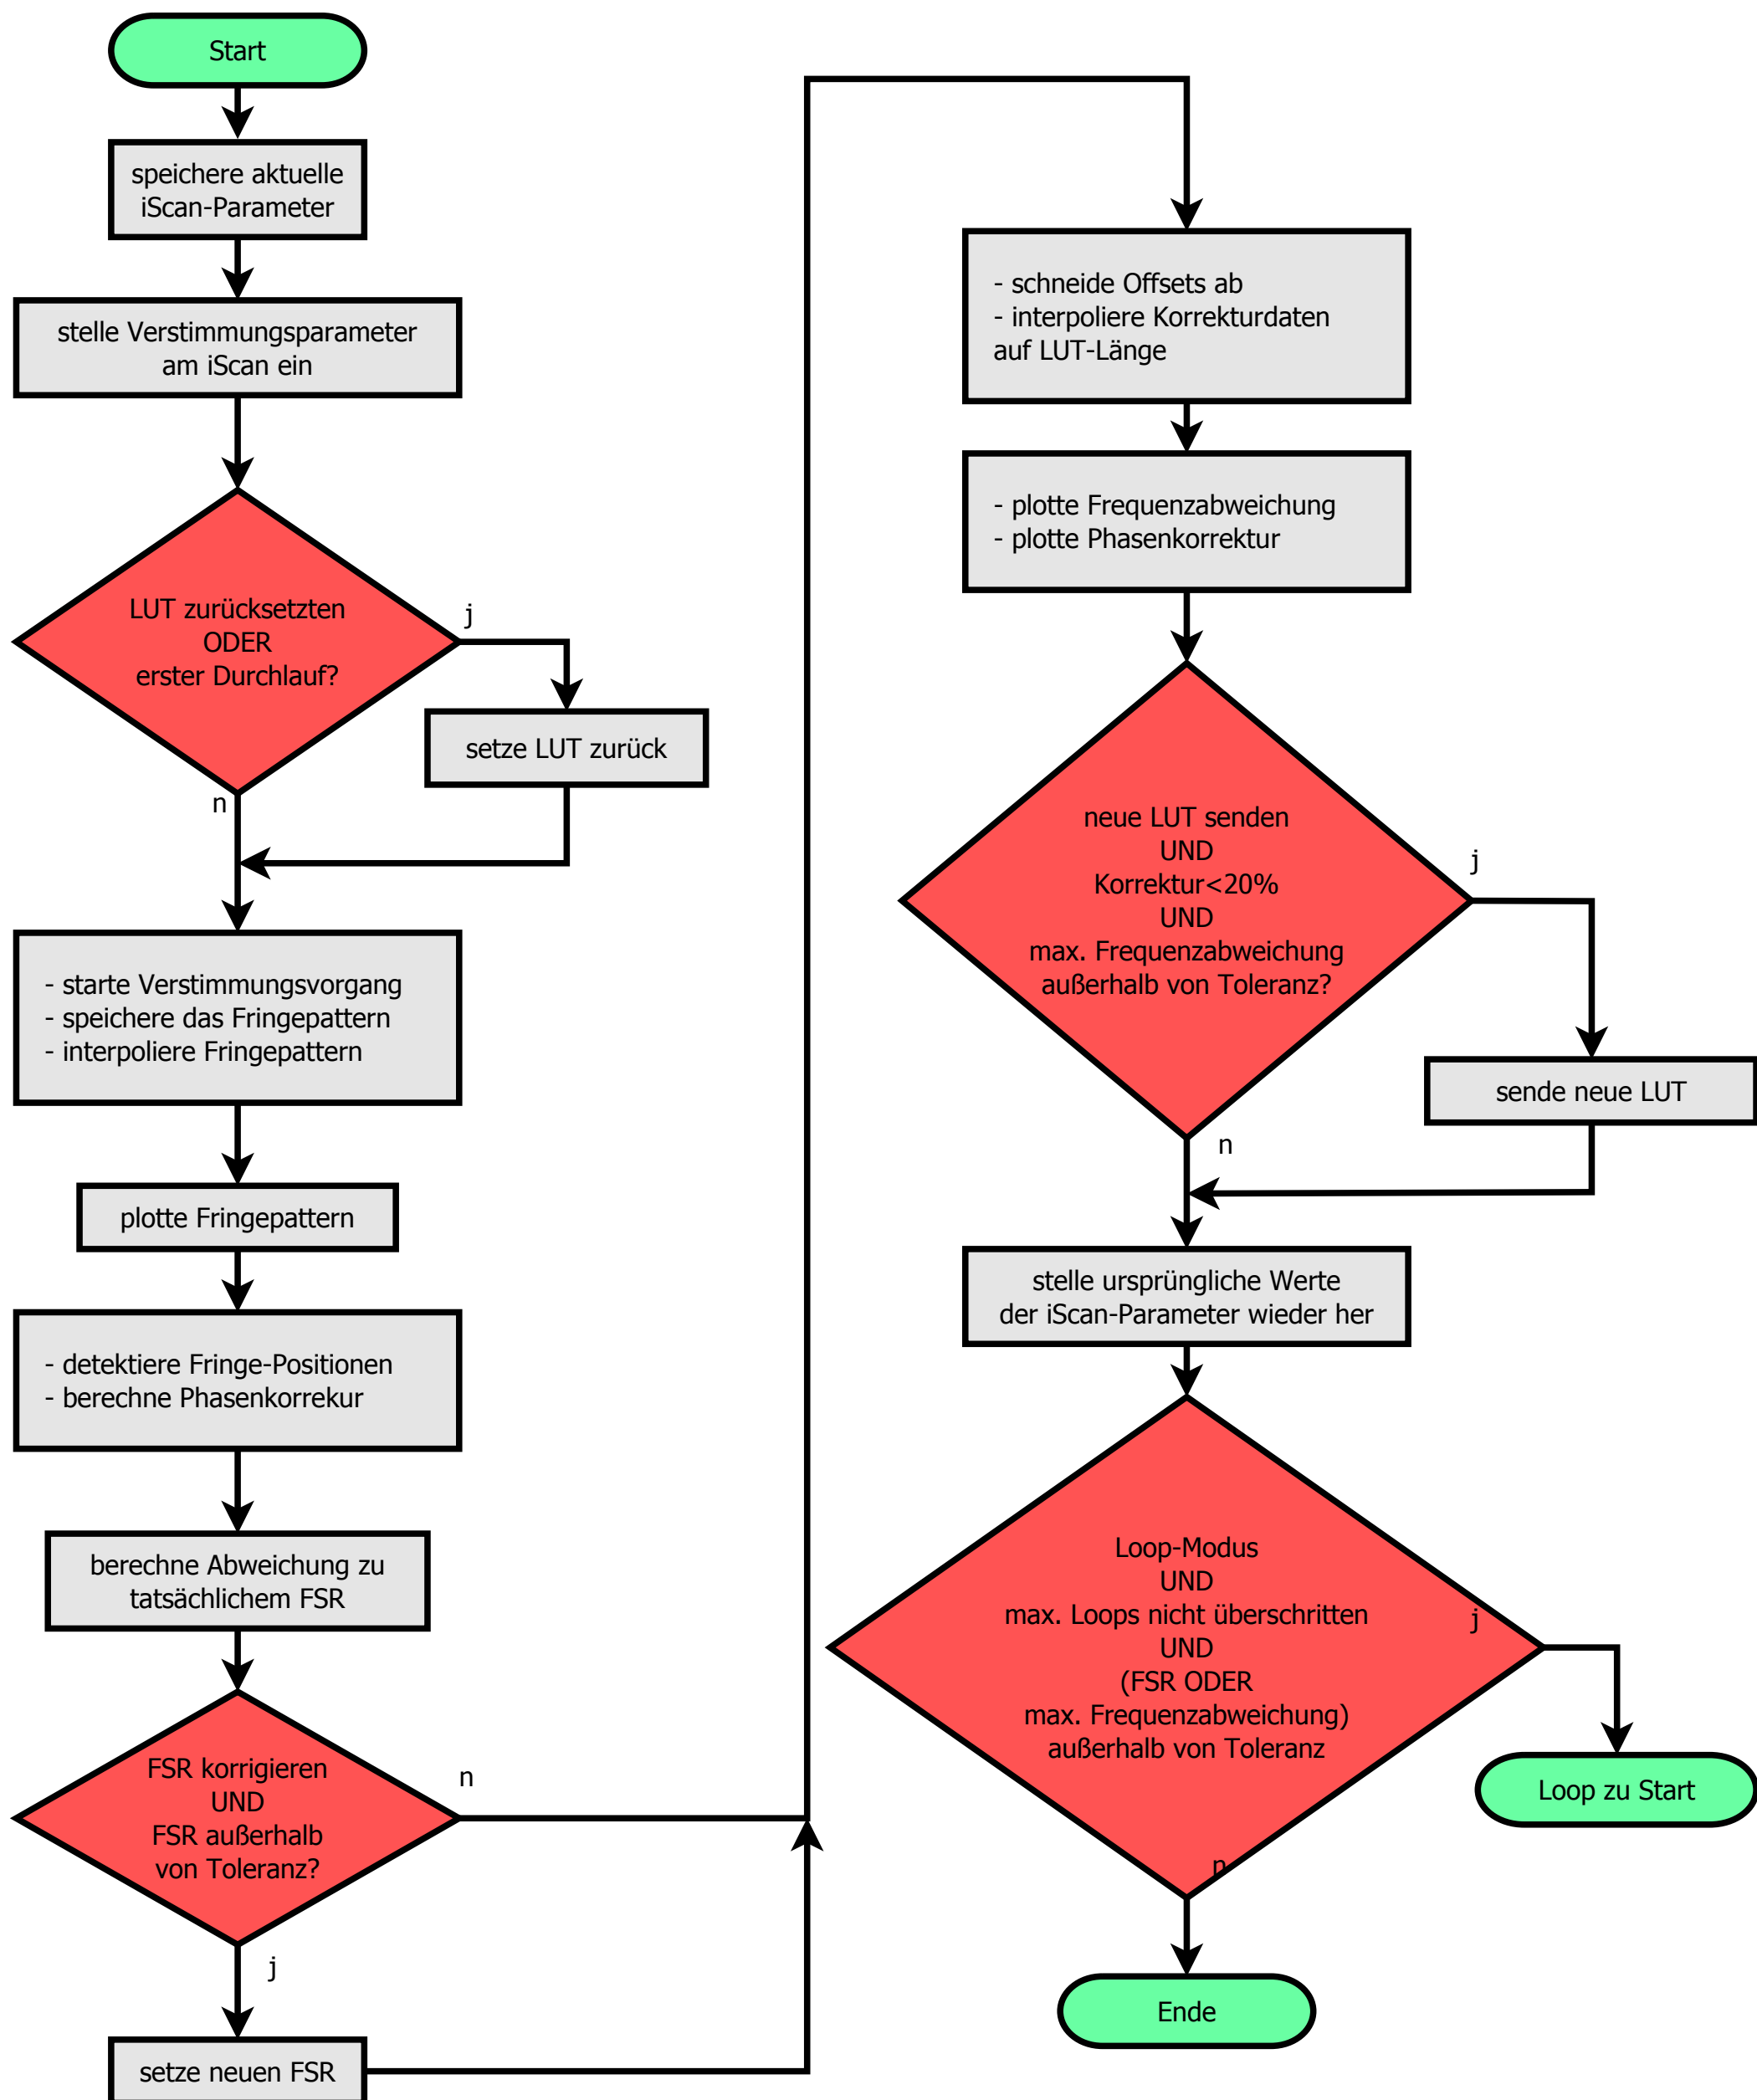 Start
speichere aktuelle
iScan-Parameter
stelle Verstimmungsparameter
am iScan ein
LUT zurücksetzten
ODER
erster Durchlauf?
j
setze LUT zurück
n
- starte Verstimmungsvorgang
- speichere das Fringepattern
- interpoliere Fringepattern
plotte Fringepattern
- detektiere Fringe-Positionen
- berechne Phasenkorrekur
berechne Abweichung zu
tatsächlichem FSR
FSR korrigieren
UND
FSR außerhalb
von Toleranz?
n
j
setze neuen FSR
- schneide Offsets ab
- interpoliere Korrekturdaten
auf LUT-Länge
- plotte Frequenzabweichung
- plotte Phasenkorrektur
neue LUT senden
UND
Korrektur<20%
UND
max. Frequenzabweichung
außerhalb von Toleranz?
j
sende neue LUT
n
stelle ursprüngliche Werte
der iScan-Parameter wieder her
Loop-Modus
UND
max. Loops nicht überschritten
UND
(FSR ODER
max. Frequenzabweichung)
außerhalb von Toleranz
j
Loop zu Start
n
Ende